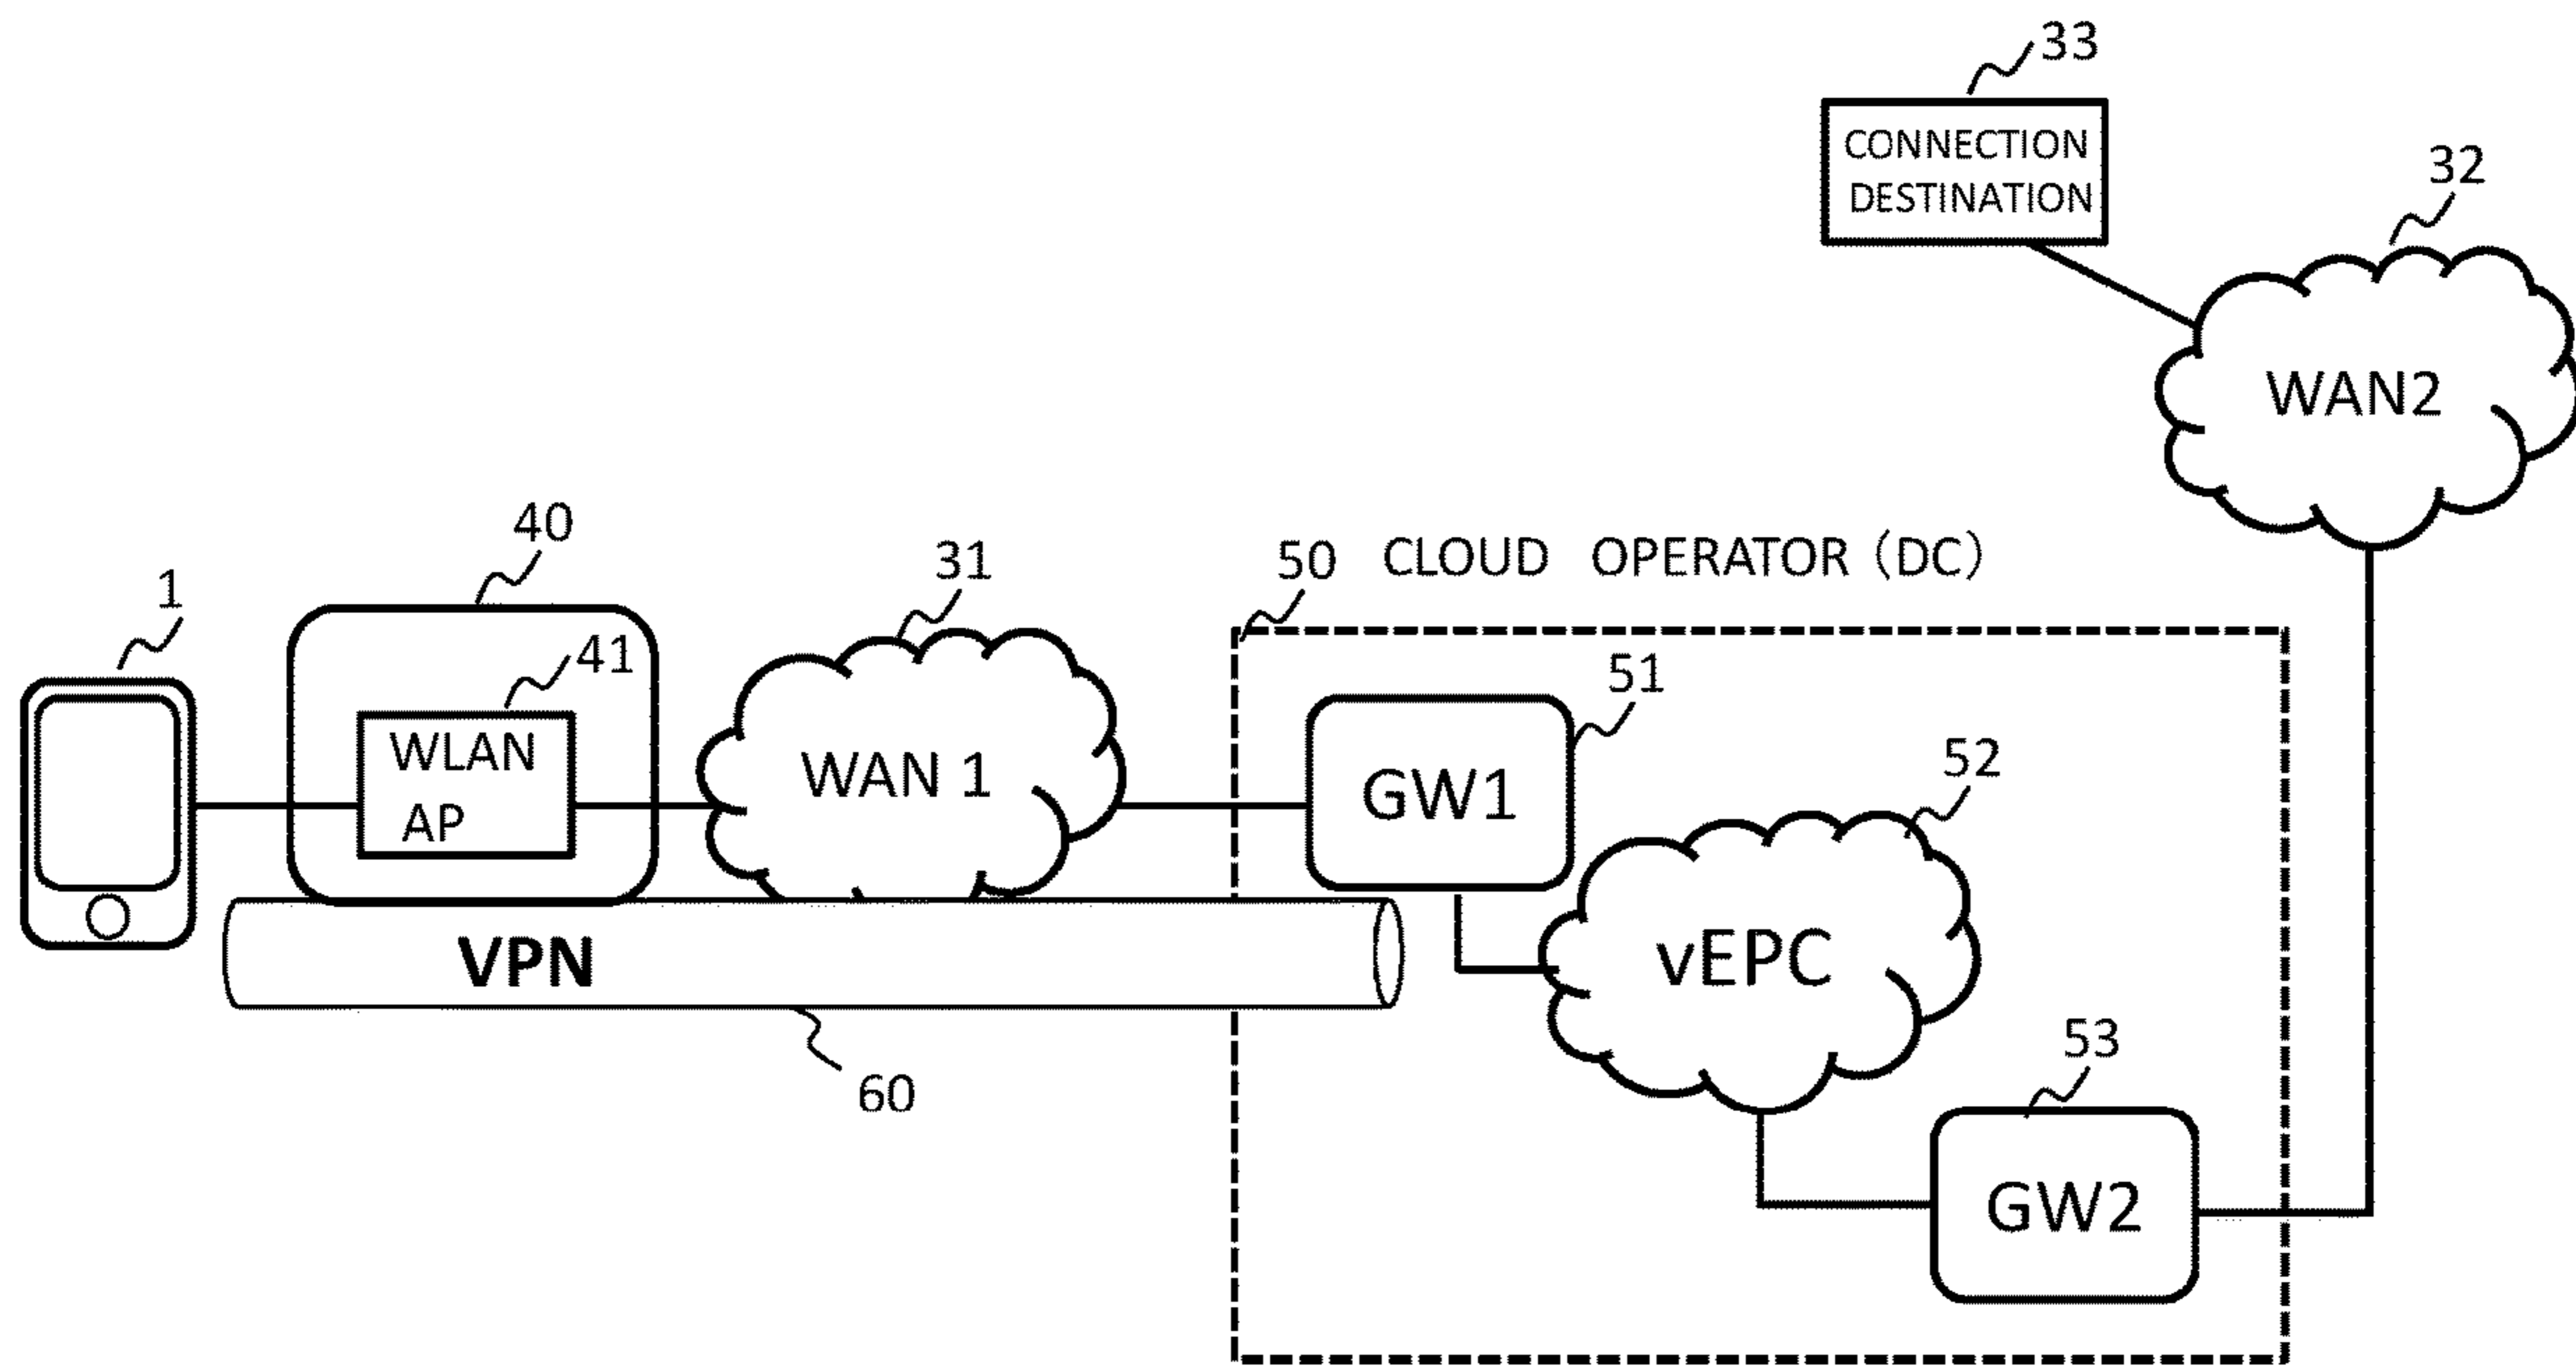 33
CONNECTION
DESTINATION
32
WAN2
40
31
50 CLOUD OPERATOR (DC)
1
41
WLAN
AP
WAN 1
51
GW1
52
vEPC
VPN
60
53
GW2